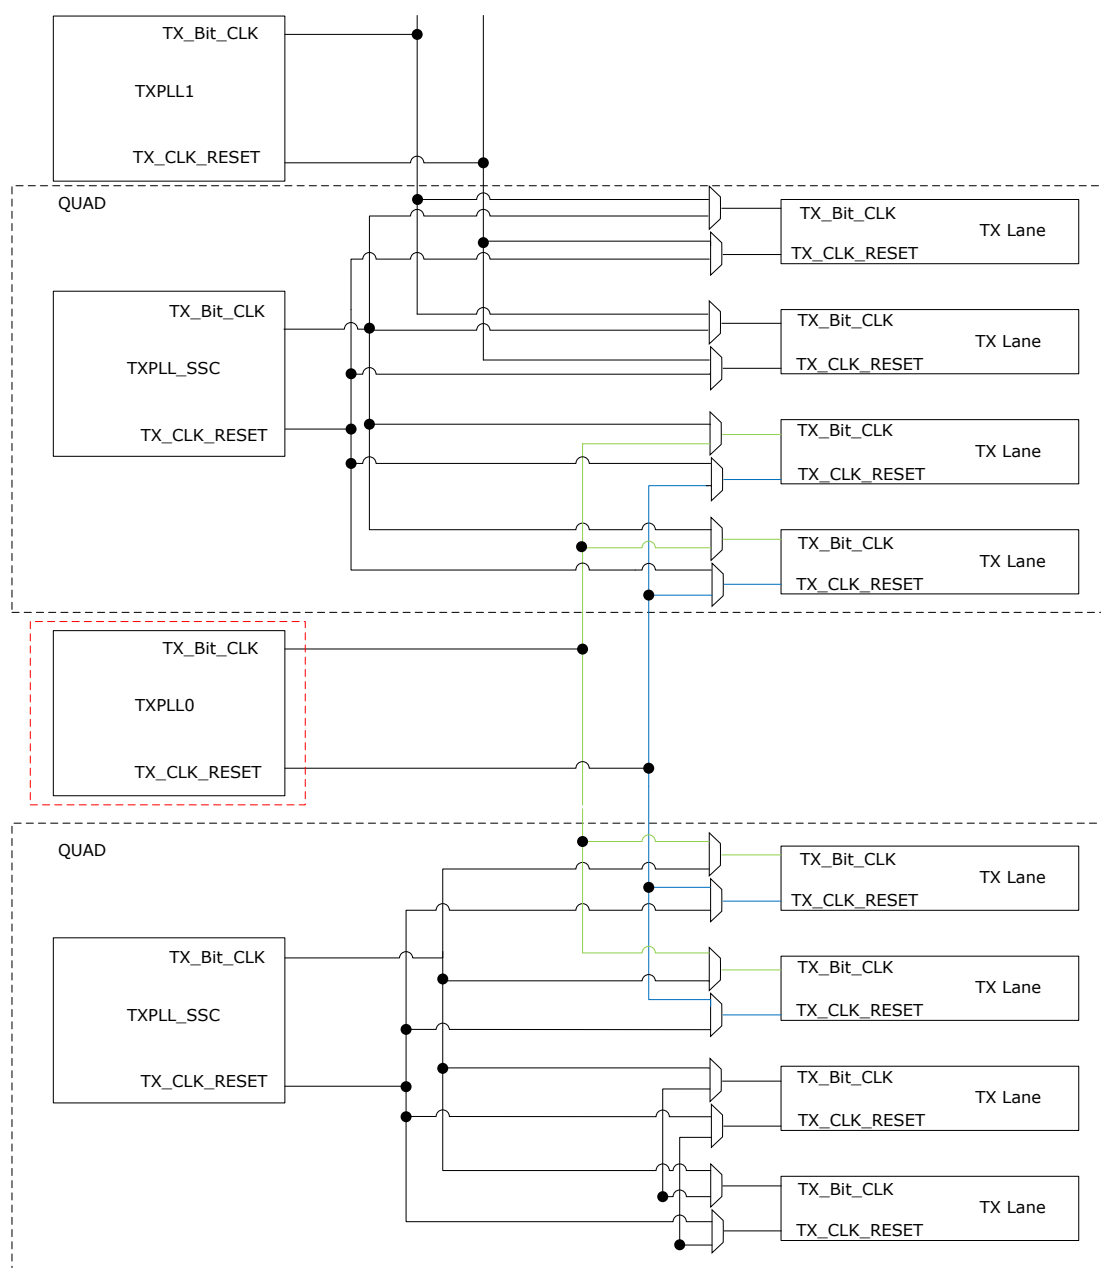 TX_Bit_CLK
TXPLL1
TX_CLK_RESET
QUAD
TX_Bit_CLK
TX Lane
TX_CLK_RESET
TX_Bit_CLK
TXPLL_SSC
TX_CLK_RESET
TX_Bit_CLK
TX Lane
TX_CLK_RESET
TX_Bit_CLK
TX Lane
TX_CLK_RESET
TX_Bit_CLK
TX Lane
TX_CLK_RESET
TX_Bit_CLK
TXPLL0
TX_CLK_RESET
QUAD
TX_Bit_CLK
TX Lane
TX_CLK_RESET
TX_Bit_CLK
TXPLL_SSC
TX_CLK_RESET
TX_Bit_CLK
TX Lane
TX_CLK_RESET
TX_Bit_CLK
TX Lane
TX_CLK_RESET
TX_Bit_CLK
TX Lane
TX_CLK_RESET